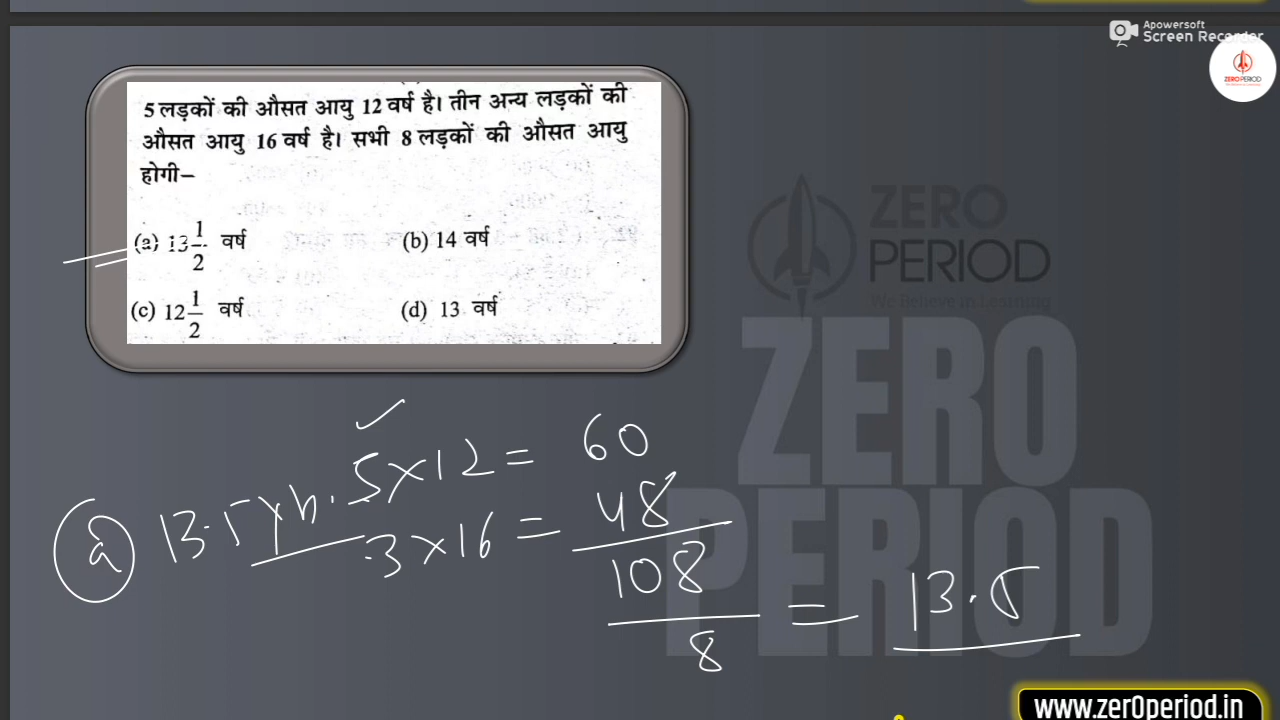 Apowersoft
Screen Recorder
ZERO PERIOD
5 लड़कों की औसत आयु 12 वर्ष है। तीन अन्य लड़कों की
औसत आयु 16 वर्ष है। सभी 8 लड़कों की औसत आयु
होगी–
(a) 13 1/2 वर्ष
(b) 14 वर्ष
(c) 12 1/2 वर्ष
(d) 13 वर्ष
ZERO
PERIOD
We Believe in Learning
ZERO
PERIOD
5×12 = 60
3×16 = 48
108
8
= 13.5
a 13.5
www.zer0period.in